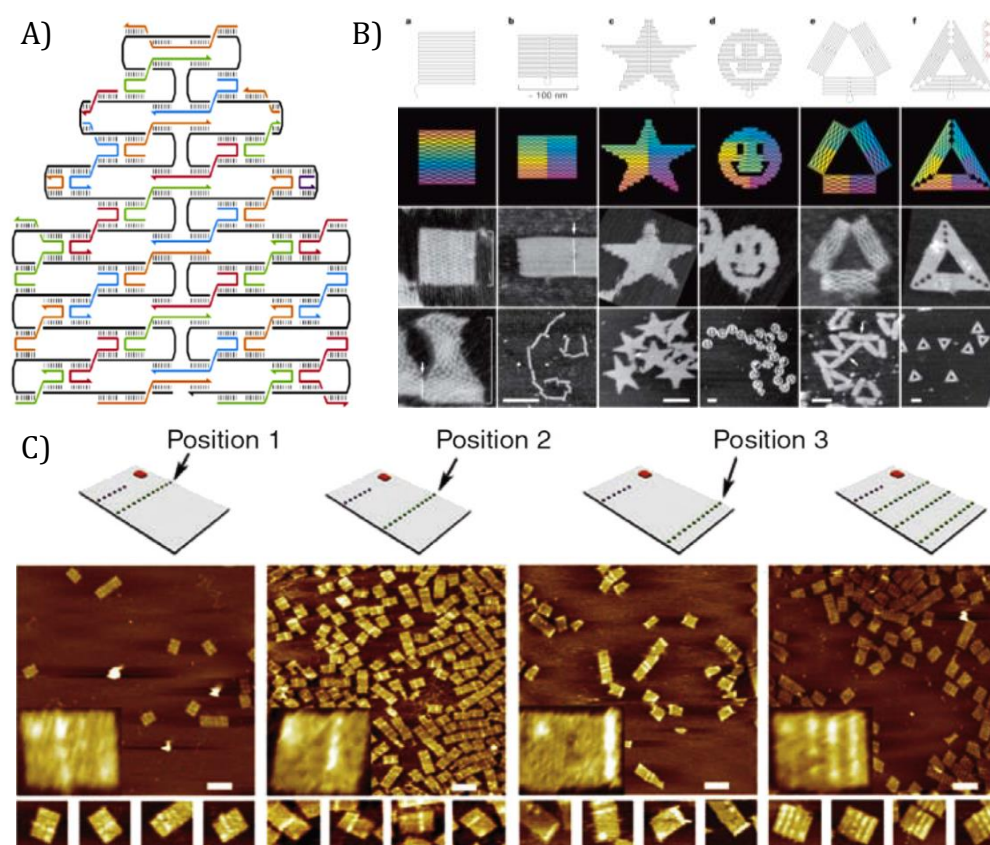 A)
B)
a b c d e f
~ 100 nm
C)
Position 1
Position 2
Position 3